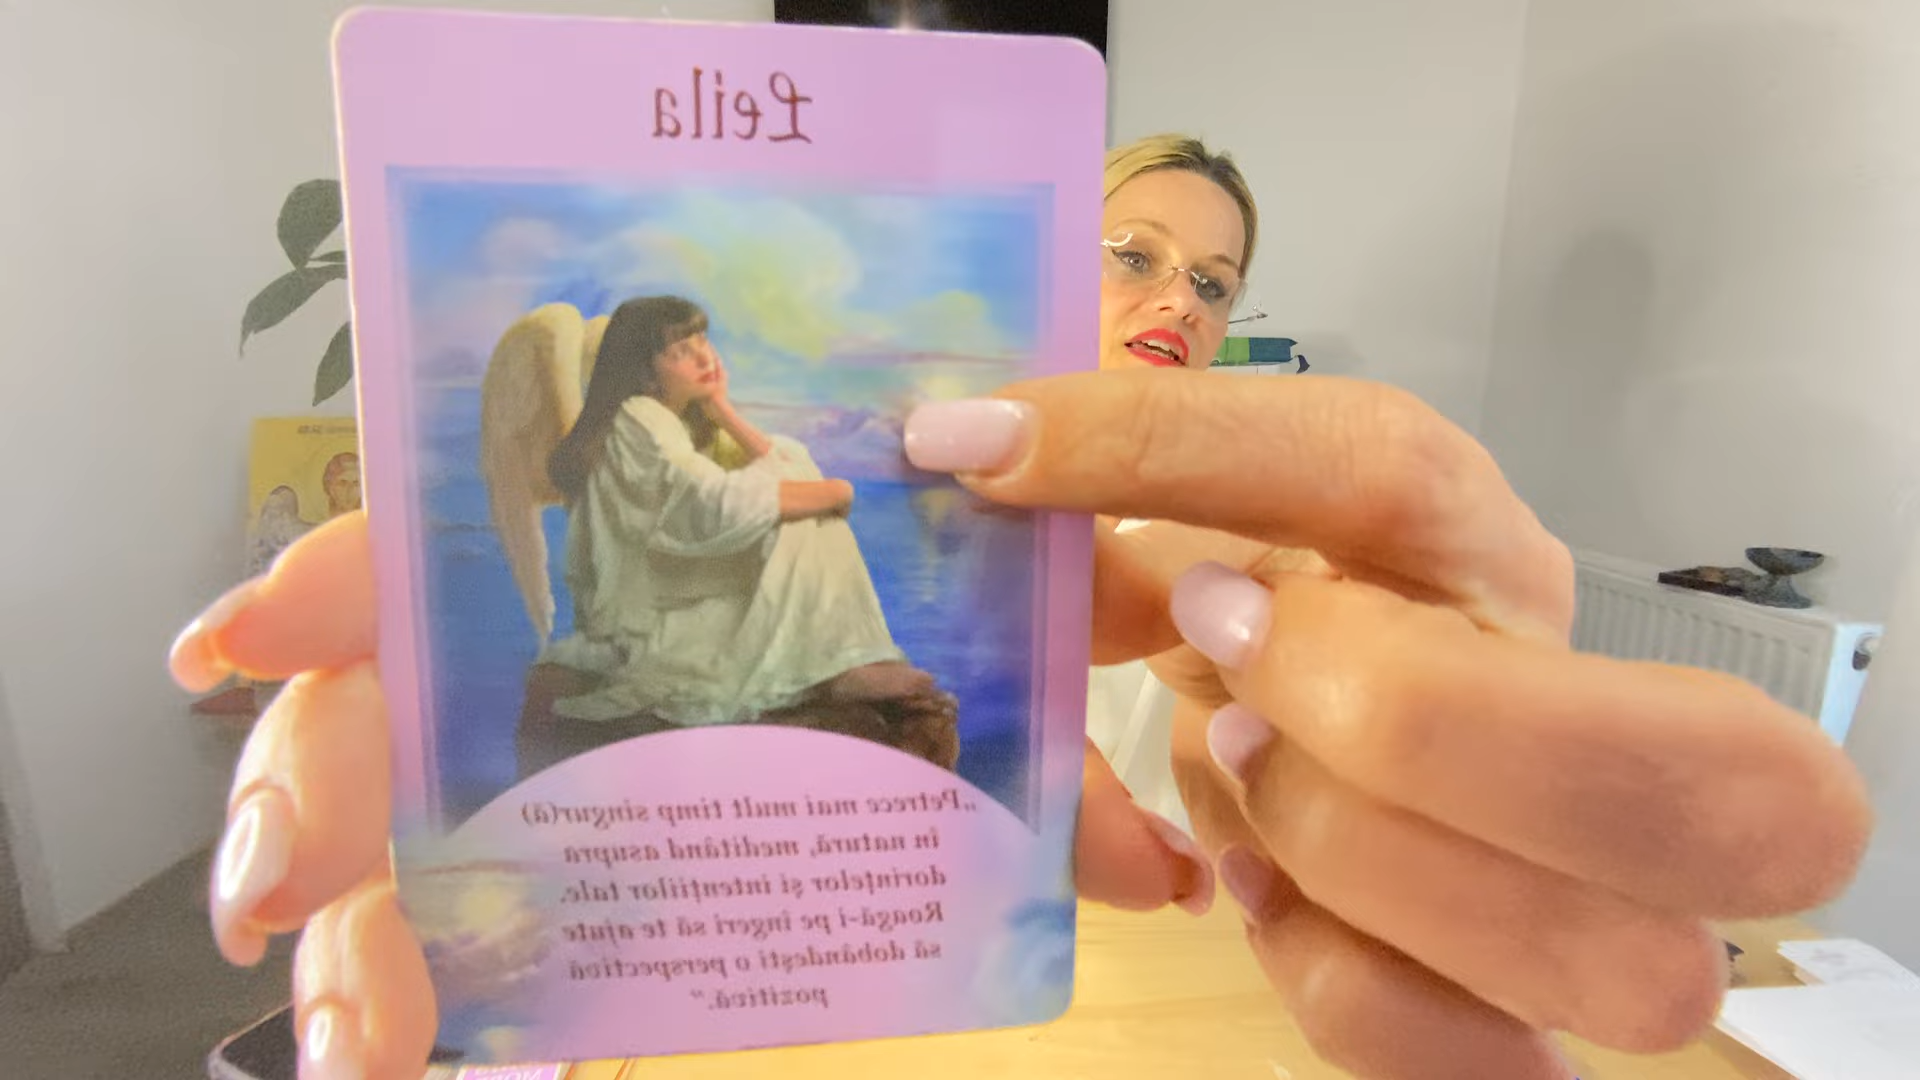 Leila
„Petrece mai mult timp singur(ă)
în natură, meditând asupra
dorințelor și intențiilor tale.
Roagă-i pe îngeri să te ajute
să dobândești o perspectivă
pozitivă.”